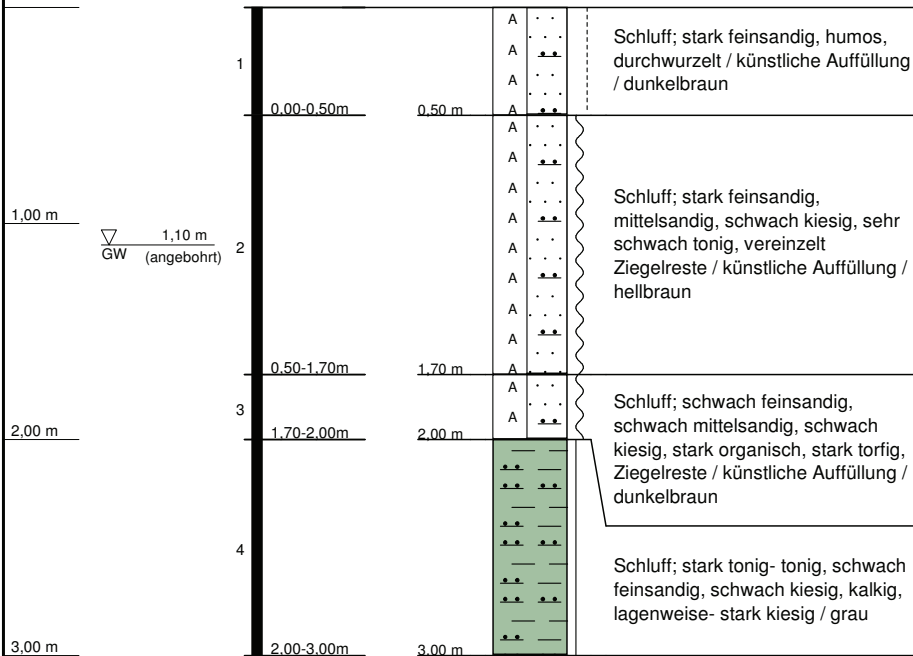 A
A
A
A
1
0,00-0,50m
0,50 m
Schluff; stark feinsandig, humos,
durchwurzelt / künstliche Auffüllung
/ dunkelbraun
1,00 m
GW
1,10 m
(angebohrt)
2
A
A
A
A
A
A
A
A
A
0,50-1,70m
1,70 m
Schluff; stark feinsandig,
mittelsandig, schwach kiesig, sehr
schwach tonig, vereinzelt
Ziegelreste / künstliche Auffüllung /
hellbraun
2,00 m
3
A
A
1,70-2,00m
2,00 m
Schluff; schwach feinsandig,
schwach mittelsandig, schwach
kiesig, stark organisch, stark torfig,
Ziegelreste / künstliche Auffüllung /
dunkelbraun
4
Schluff; stark tonig- tonig, schwach
feinsandig, schwach kiesig, kalkig,
lagenweise- stark kiesig / grau
3,00 m
2,00-3,00m
3,00 m